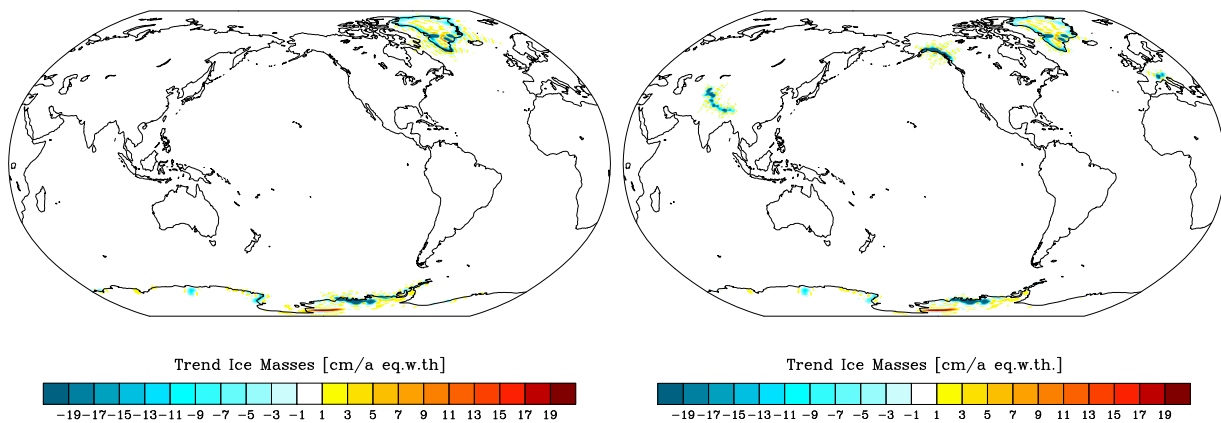 Trend Ice Masses [cm/a eq.w.th]
−19−17−15−13−11 −9 −7 −5 −3 −1 1 3 5 7 9 11 13 15 17 19
Trend Ice Masses [cm/a eq.w.th.]
−19−17−15−13−11 −9 −7 −5 −3 −1 1 3 5 7 9 11 13 15 17 19